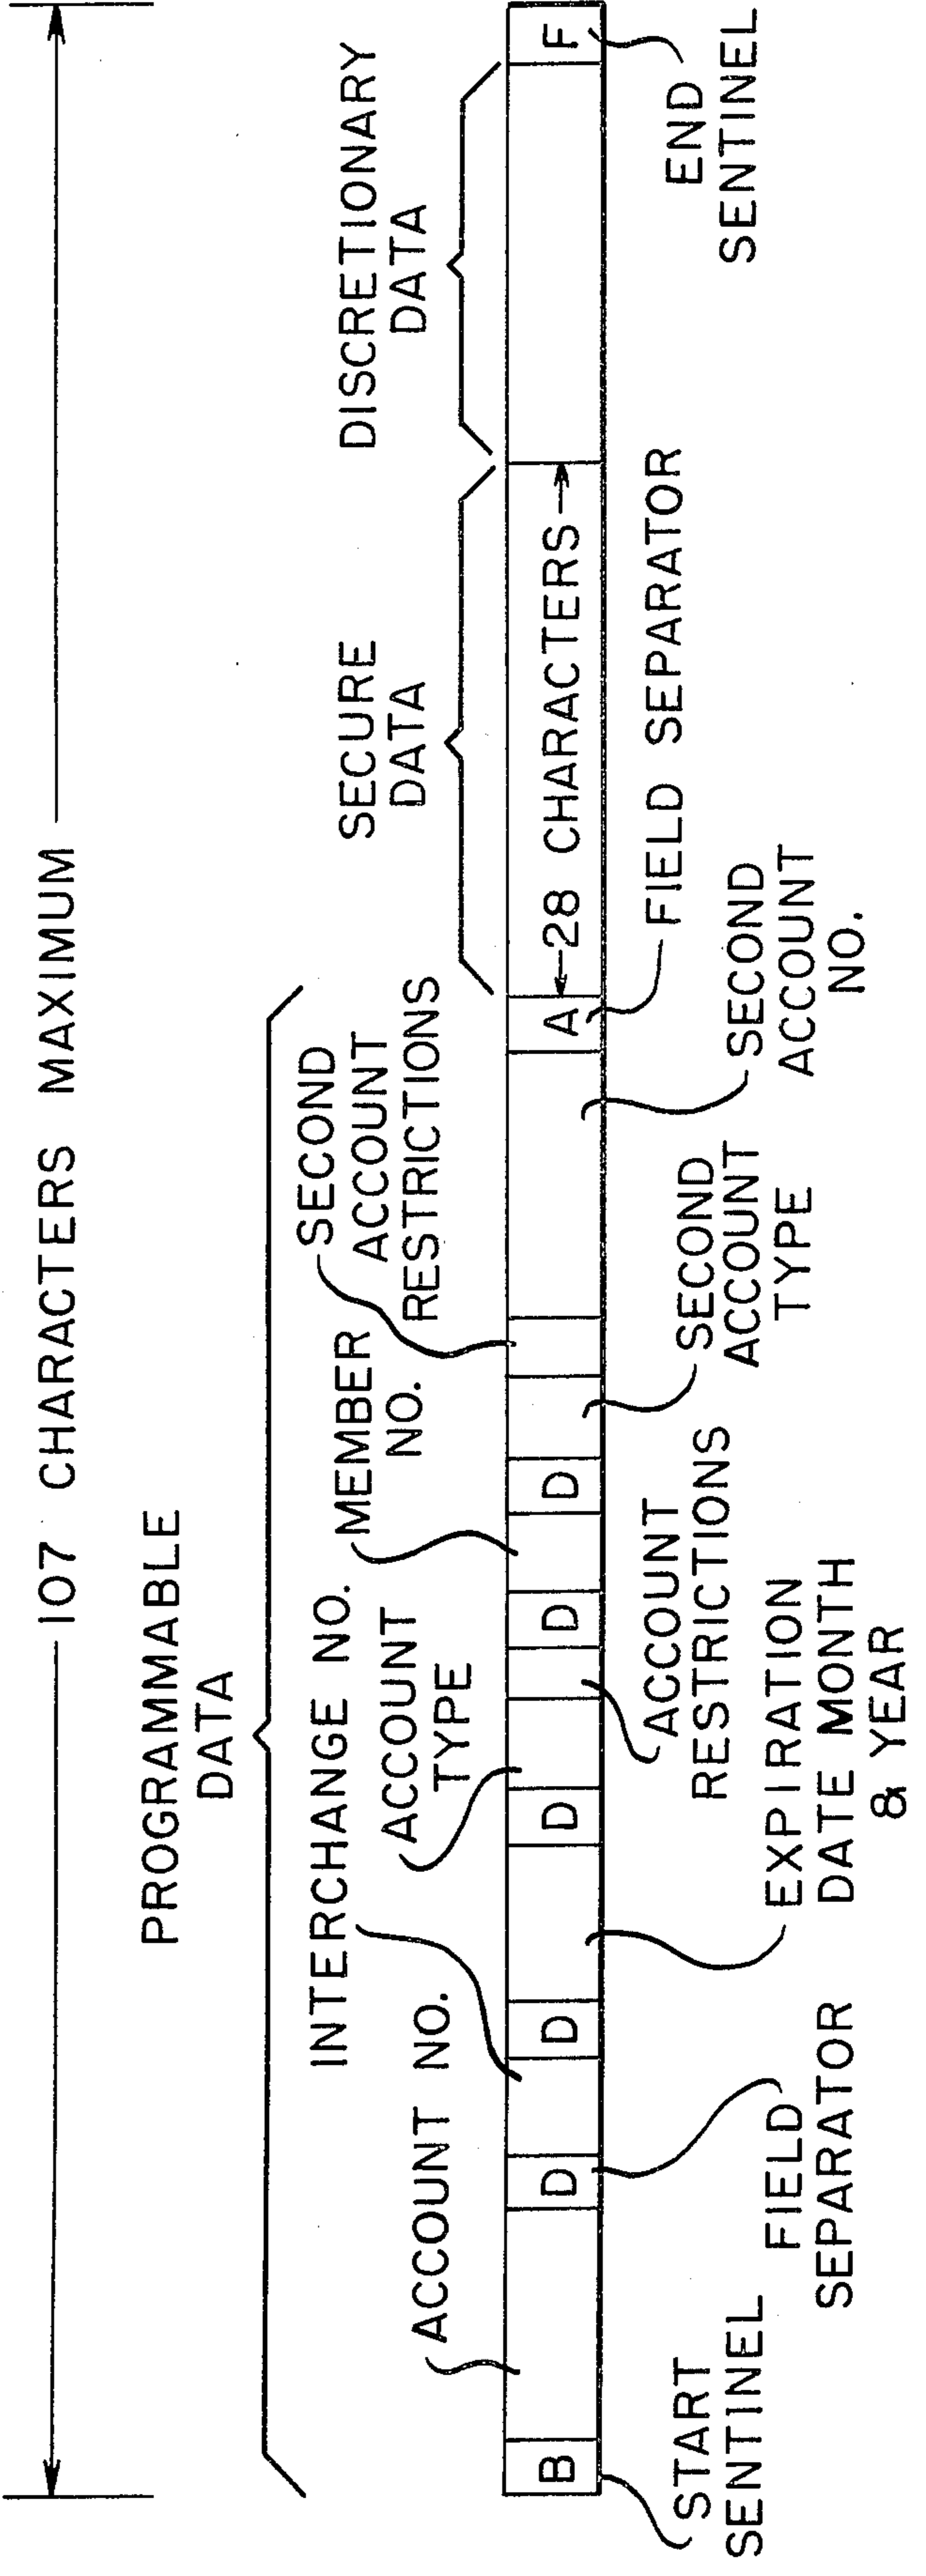 107 CHARACTERS MAXIMUM
PROGRAMMABLE
DATA
SECURE
DATA
DISCRETIONARY
DATA
ACCOUNT NO.
INTERCHANGE NO.
ACCOUNT
TYPE
MEMBER
NO.
SECOND
ACCOUNT
RESTRICTIONS
B
D
D
D
D
D
A
28 CHARACTERS
F
START
SENTINEL
FIELD
SEPARATOR
EXPIRATION
DATE MONTH
& YEAR
ACCOUNT
RESTRICTIONS
SECOND
ACCOUNT
TYPE
SECOND
ACCOUNT
NO.
FIELD SEPARATOR
END
SENTINEL